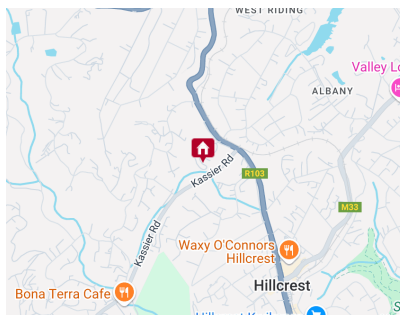 WEST RIDING
Valley Lo
ALBANY
Kassier Rd
R103
M33
Kassier Rd
Waxy O'Connors
Hillcrest
Hillcrest
Bona Terra Cafe